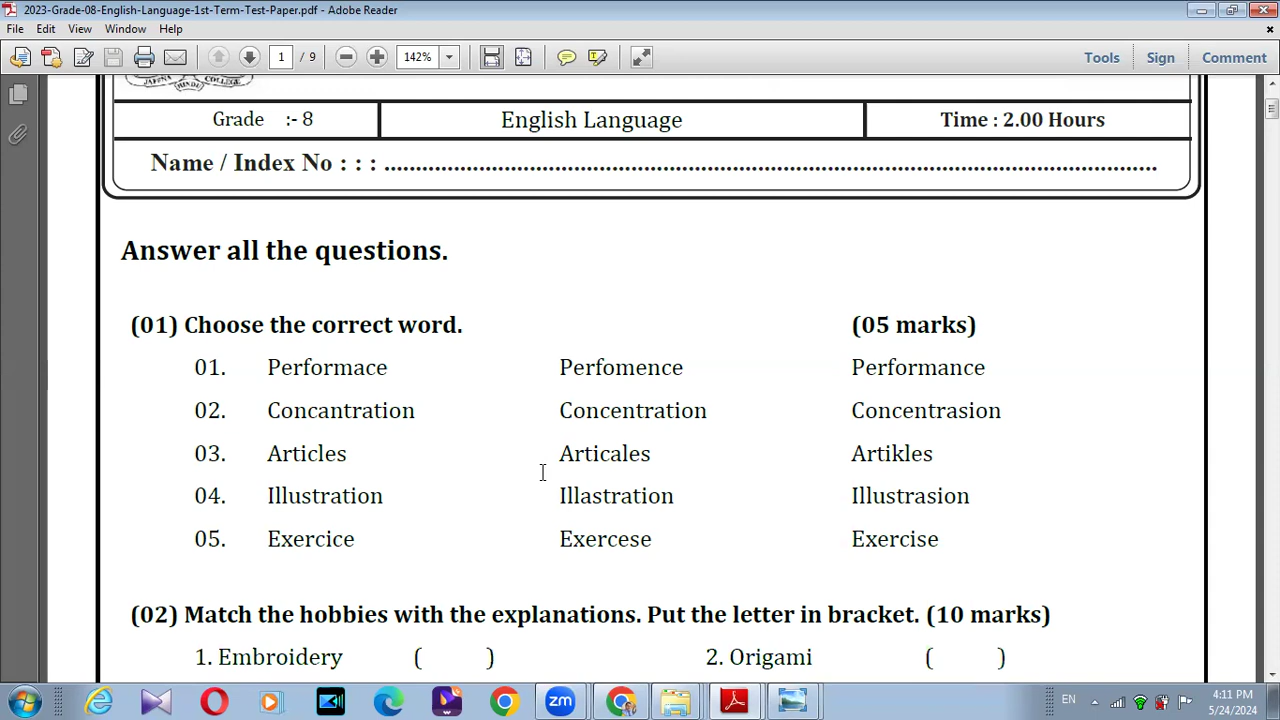 2023-Grade-08-English-Language-1st-Term-Test-Paper.pdf - Adobe Reader
File Edit View Window Help
1 / 9 142% Tools Sign Comment
JAFFNA HINDU COLLEGE
Grade :- 8 English Language Time : 2.00 Hours
Name / Index No : : : ................................................................................................................................
Answer all the questions.
(01) Choose the correct word. (05 marks)
01. Performace Perfomence Performance
02. Concantration Concentration Concentrasion
03. Articles Articales Artikles
04. Illustration Illastration Illustrasion
05. Exercice Exercese Exercise
(02) Match the hobbies with the explanations. Put the letter in bracket. (10 marks)
1. Embroidery ( ) 2. Origami ( )
zm EN 4:11 PM
5/24/2024